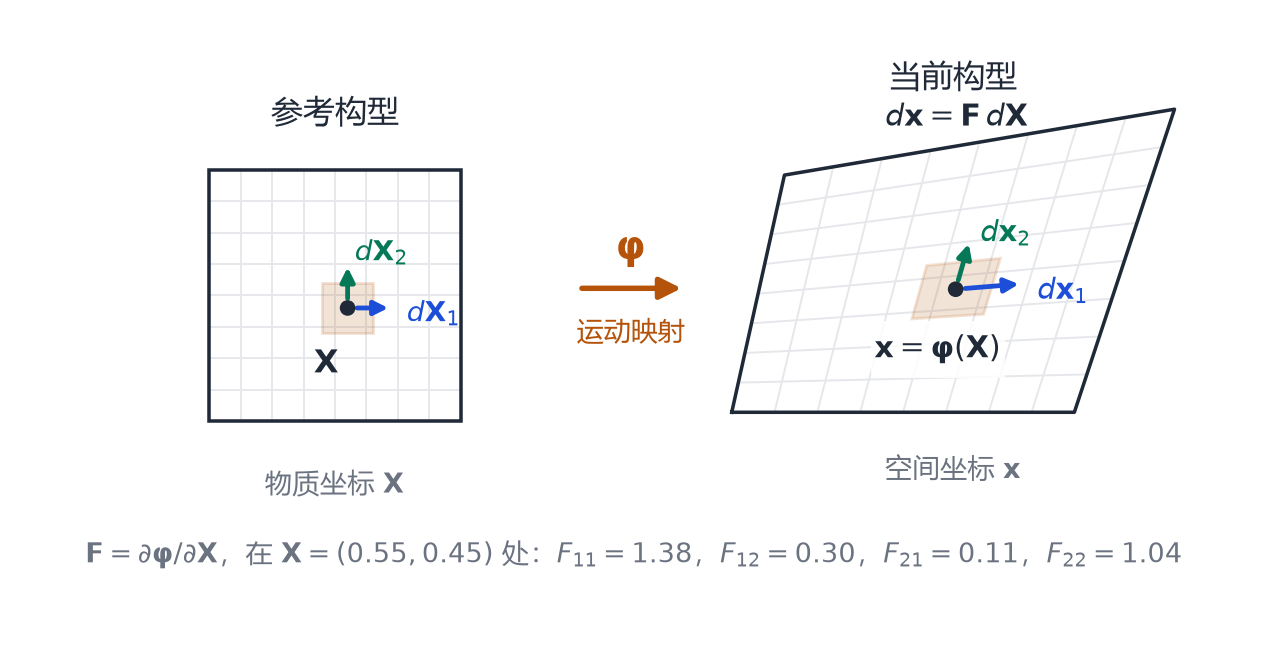 参考构型
dX₂
dX₁
X
物质坐标 X
φ
运动映射
当前构型
dx = F dX
dx₂
dx₁
x = φ(X)
空间坐标 x
F = ∂φ/∂X，在 X = (0.55, 0.45) 处：F₁₁ = 1.38，F₁₂ = 0.30，F₂₁ = 0.11，F₂₂ = 1.04